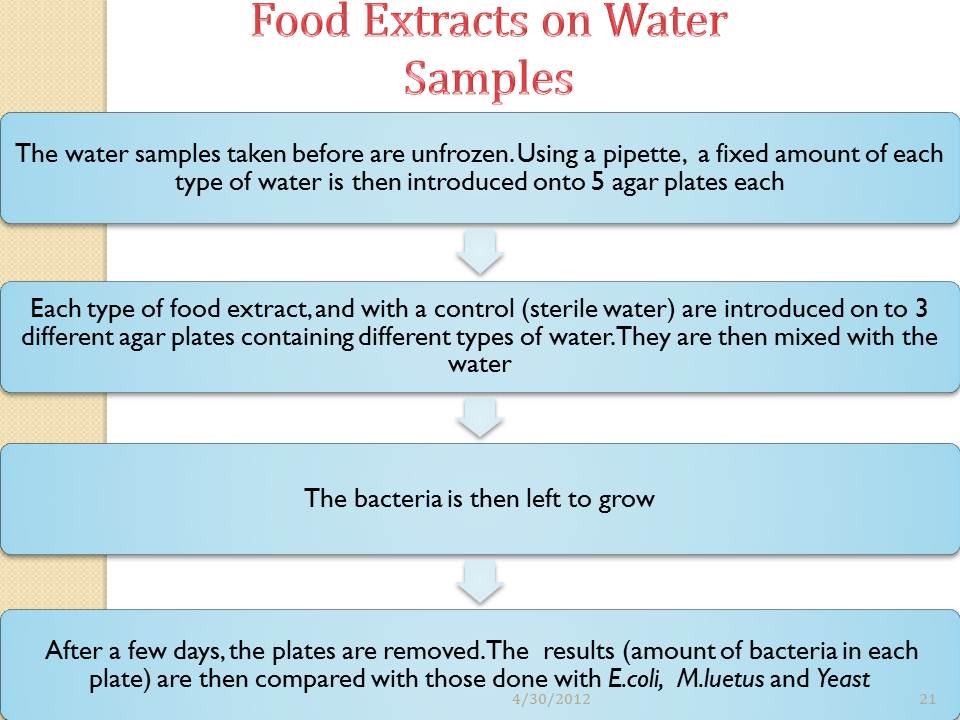 Food Extracts on Water
Samples
The water samples taken before are unfrozen. Using a pipette, a fixed amount of each
type of water is then introduced onto 5 agar plates each
Each type of food extract, and with a control (sterile water) are introduced on to 3
different agar plates containing different types of water. They are then mixed with the
water
The bacteria is then left to grow
After a few days, the plates are removed. The results (amount of bacteria in each
plate) are then compared with those done with E.coli, M.luetus and Yeast
4/30/2012
21